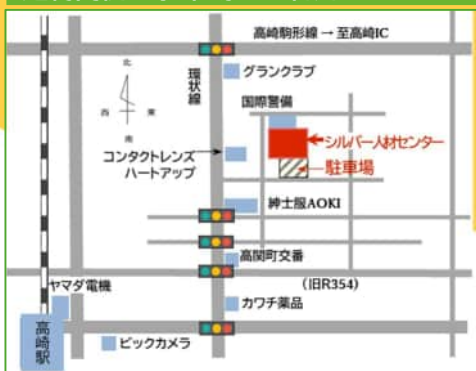 高崎駒形線 → 至高崎IC
北
西 東
南
環状線
グランクラブ
国際警備
シルバー人材センター
駐車場
コンタクトレンズ
ハートアップ
紳士服AOKI
高関町交番
(旧R354)
ヤマダ電機
カワチ薬品
高崎駅
ビックカメラ